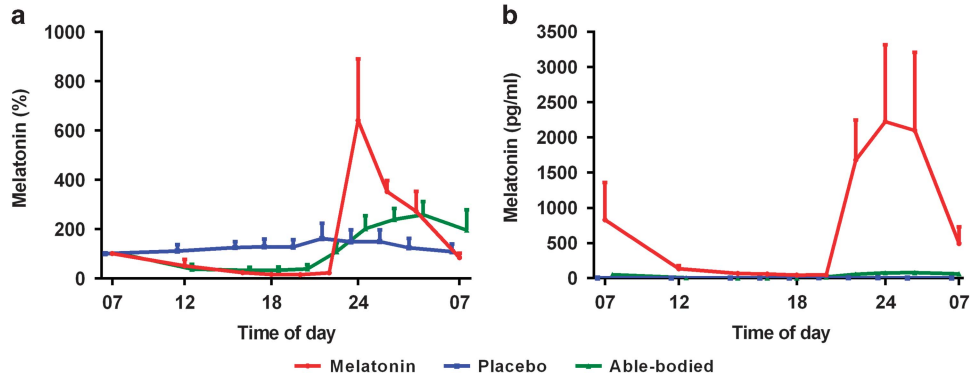 a
Melatonin (%)
1000
800
600
400
200
0
07 12 18 24 07
Time of day
b
Melatonin (pg/ml)
3500
3000
2500
2000
1500
1000
500
0
07 12 18 24 07
Time of day
Melatonin Placebo Able-bodied